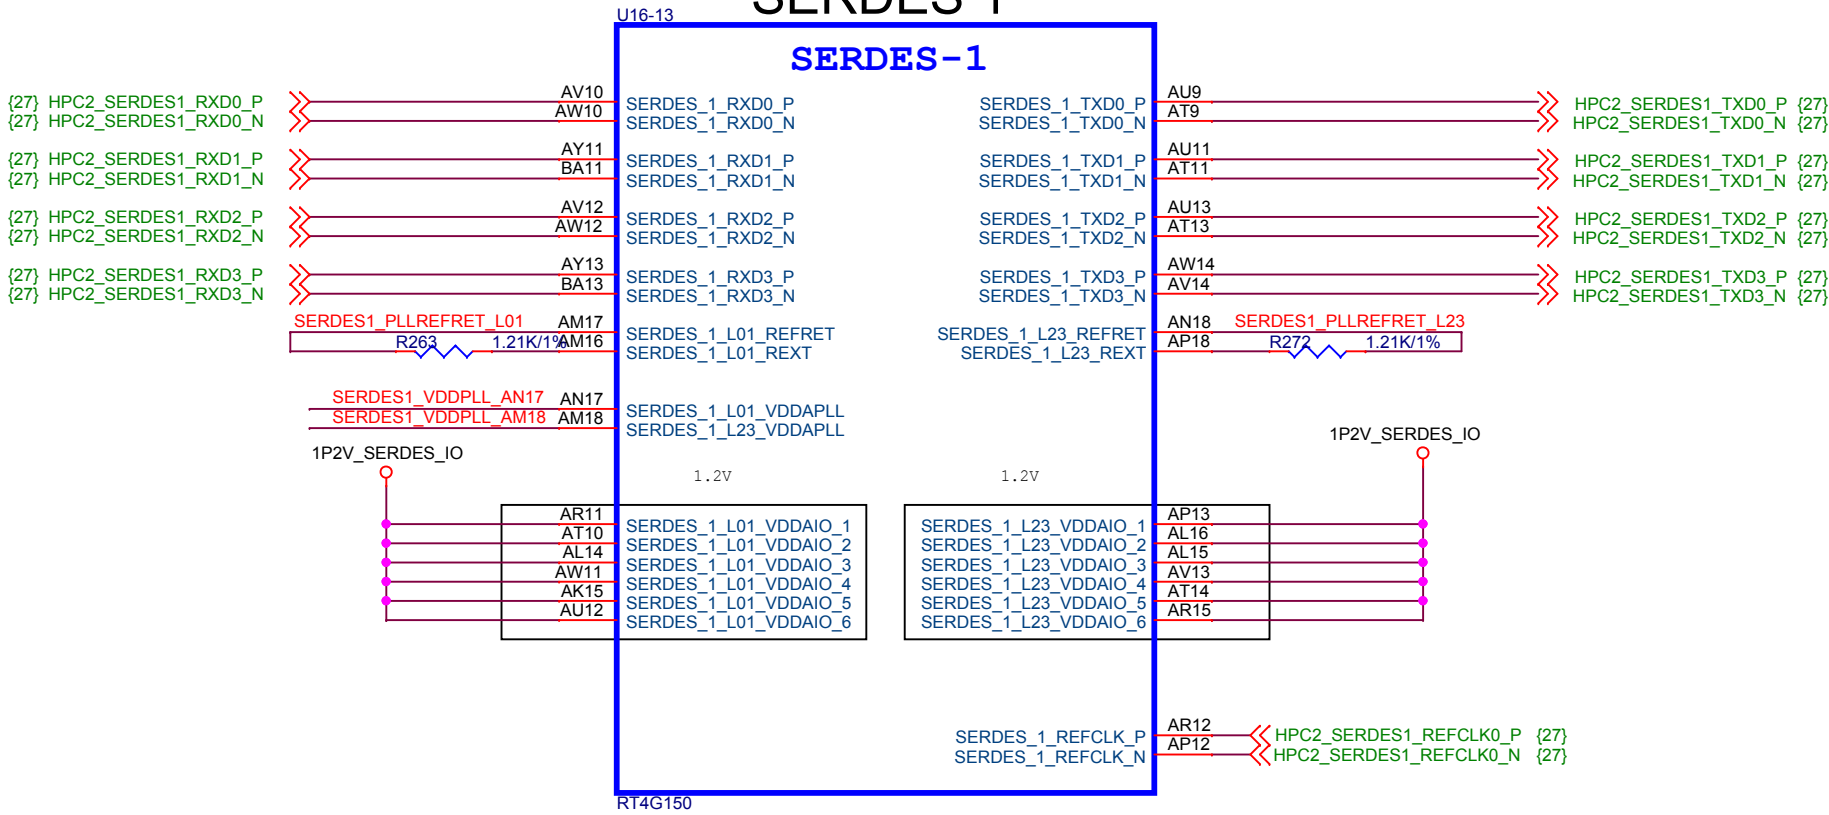 SERDES 1
U16-13
SERDES-1
{27} HPC2_SERDES1_RXD0_P AV10 SERDES_1_RXD0_P SERDES_1_TXD0_P AU9 HPC2_SERDES1_TXD0_P {27}
{27} HPC2_SERDES1_RXD0_N AW10 SERDES_1_RXD0_N SERDES_1_TXD0_N AT9 HPC2_SERDES1_TXD0_N {27}
{27} HPC2_SERDES1_RXD1_P AY11 SERDES_1_RXD1_P SERDES_1_TXD1_P AU11 HPC2_SERDES1_TXD1_P {27}
{27} HPC2_SERDES1_RXD1_N BA11 SERDES_1_RXD1_N SERDES_1_TXD1_N AT11 HPC2_SERDES1_TXD1_N {27}
{27} HPC2_SERDES1_RXD2_P AV12 SERDES_1_RXD2_P SERDES_1_TXD2_P AU13 HPC2_SERDES1_TXD2_P {27}
{27} HPC2_SERDES1_RXD2_N AW12 SERDES_1_RXD2_N SERDES_1_TXD2_N AT13 HPC2_SERDES1_TXD2_N {27}
{27} HPC2_SERDES1_RXD3_P AY13 SERDES_1_RXD3_P SERDES_1_TXD3_P AW14 HPC2_SERDES1_TXD3_P {27}
{27} HPC2_SERDES1_RXD3_N BA13 SERDES_1_RXD3_N SERDES_1_TXD3_N AV14 HPC2_SERDES1_TXD3_N {27}
SERDES1_PLLREFRET_L01 AM17 SERDES_1_L01_REFRET SERDES_1_L23_REFRET AN18 SERDES1_PLLREFRET_L23
R263 1.21K/1% AM16 SERDES_1_L01_REXT SERDES_1_L23_REXT AP18 R272 1.21K/1%
SERDES1_VDDPLL_AN17 AN17 SERDES_1_L01_VDDAPLL
SERDES1_VDDPLL_AM18 AM18 SERDES_1_L23_VDDAPLL
1P2V_SERDES_IO 1P2V_SERDES_IO
1.2V 1.2V
AR11 SERDES_1_L01_VDDAIO_1 SERDES_1_L23_VDDAIO_1 AP13
AT10 SERDES_1_L01_VDDAIO_2 SERDES_1_L23_VDDAIO_2 AL16
AL14 SERDES_1_L01_VDDAIO_3 SERDES_1_L23_VDDAIO_3 AL15
AW11 SERDES_1_L01_VDDAIO_4 SERDES_1_L23_VDDAIO_4 AV13
AK15 SERDES_1_L01_VDDAIO_5 SERDES_1_L23_VDDAIO_5 AT14
AU12 SERDES_1_L01_VDDAIO_6 SERDES_1_L23_VDDAIO_6 AR15
SERDES_1_REFCLK_P AR12 HPC2_SERDES1_REFCLK0_P {27}
SERDES_1_REFCLK_N AP12 HPC2_SERDES1_REFCLK0_N {27}
RT4G150